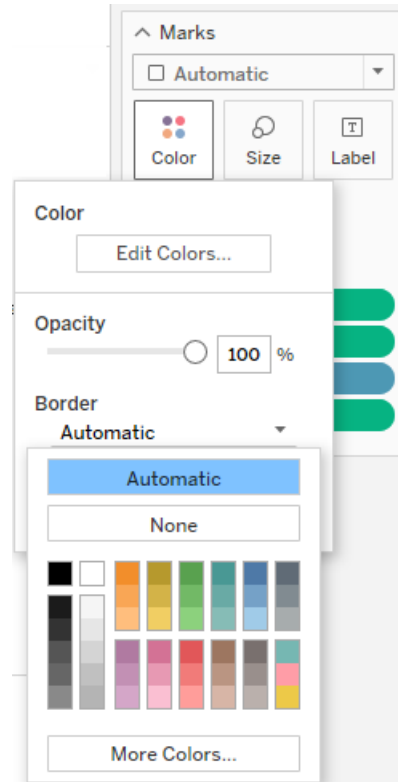 Marks
Automatic
Color
Size
T
Label
Color
Edit Colors...
Opacity
100 %
Border
Automatic
Automatic
None
More Colors...